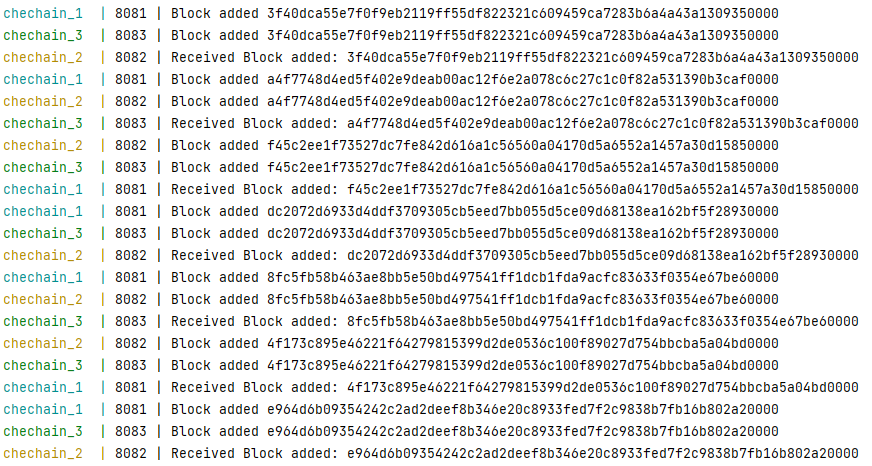 chechain_1  | 8081 | Block added 3f40dca55e7f0f9eb2119ff55df822321c609459ca7283b6a4a43a1309350000
chechain_3  | 8083 | Block added 3f40dca55e7f0f9eb2119ff55df822321c609459ca7283b6a4a43a1309350000
chechain_2  | 8082 | Received Block added: 3f40dca55e7f0f9eb2119ff55df822321c609459ca7283b6a4a43a1309350000
chechain_1  | 8081 | Block added a4f7748d4ed5f402e9deab00ac12f6e2a078c6c27c1c0f82a531390b3caf0000
chechain_2  | 8082 | Block added a4f7748d4ed5f402e9deab00ac12f6e2a078c6c27c1c0f82a531390b3caf0000
chechain_3  | 8083 | Received Block added: a4f7748d4ed5f402e9deab00ac12f6e2a078c6c27c1c0f82a531390b3caf0000
chechain_2  | 8082 | Block added f45c2ee1f73527dc7fe842d616a1c56560a04170d5a6552a1457a30d15850000
chechain_3  | 8083 | Block added f45c2ee1f73527dc7fe842d616a1c56560a04170d5a6552a1457a30d15850000
chechain_1  | 8081 | Received Block added: f45c2ee1f73527dc7fe842d616a1c56560a04170d5a6552a1457a30d15850000
chechain_1  | 8081 | Block added dc2072d6933d4ddf3709305cb5eed7bb055d5ce09d68138ea162bf5f28930000
chechain_3  | 8083 | Block added dc2072d6933d4ddf3709305cb5eed7bb055d5ce09d68138ea162bf5f28930000
chechain_2  | 8082 | Received Block added: dc2072d6933d4ddf3709305cb5eed7bb055d5ce09d68138ea162bf5f28930000
chechain_1  | 8081 | Block added 8fc5fb58b463ae8bb5e50bd497541ff1dcb1fda9acfc83633f0354e67be60000
chechain_2  | 8082 | Block added 8fc5fb58b463ae8bb5e50bd497541ff1dcb1fda9acfc83633f0354e67be60000
chechain_3  | 8083 | Received Block added: 8fc5fb58b463ae8bb5e50bd497541ff1dcb1fda9acfc83633f0354e67be60000
chechain_2  | 8082 | Block added 4f173c895e46221f64279815399d2de0536c100f89027d754bbcba5a04bd0000
chechain_3  | 8083 | Block added 4f173c895e46221f64279815399d2de0536c100f89027d754bbcba5a04bd0000
chechain_1  | 8081 | Received Block added: 4f173c895e46221f64279815399d2de0536c100f89027d754bbcba5a04bd0000
chechain_1  | 8081 | Block added e964d6b09354242c2ad2deef8b346e20c8933fed7f2c9838b7fb16b802a20000
chechain_3  | 8083 | Block added e964d6b09354242c2ad2deef8b346e20c8933fed7f2c9838b7fb16b802a20000
chechain_2  | 8082 | Received Block added: e964d6b09354242c2ad2deef8b346e20c8933fed7f2c9838b7fb16b802a20000